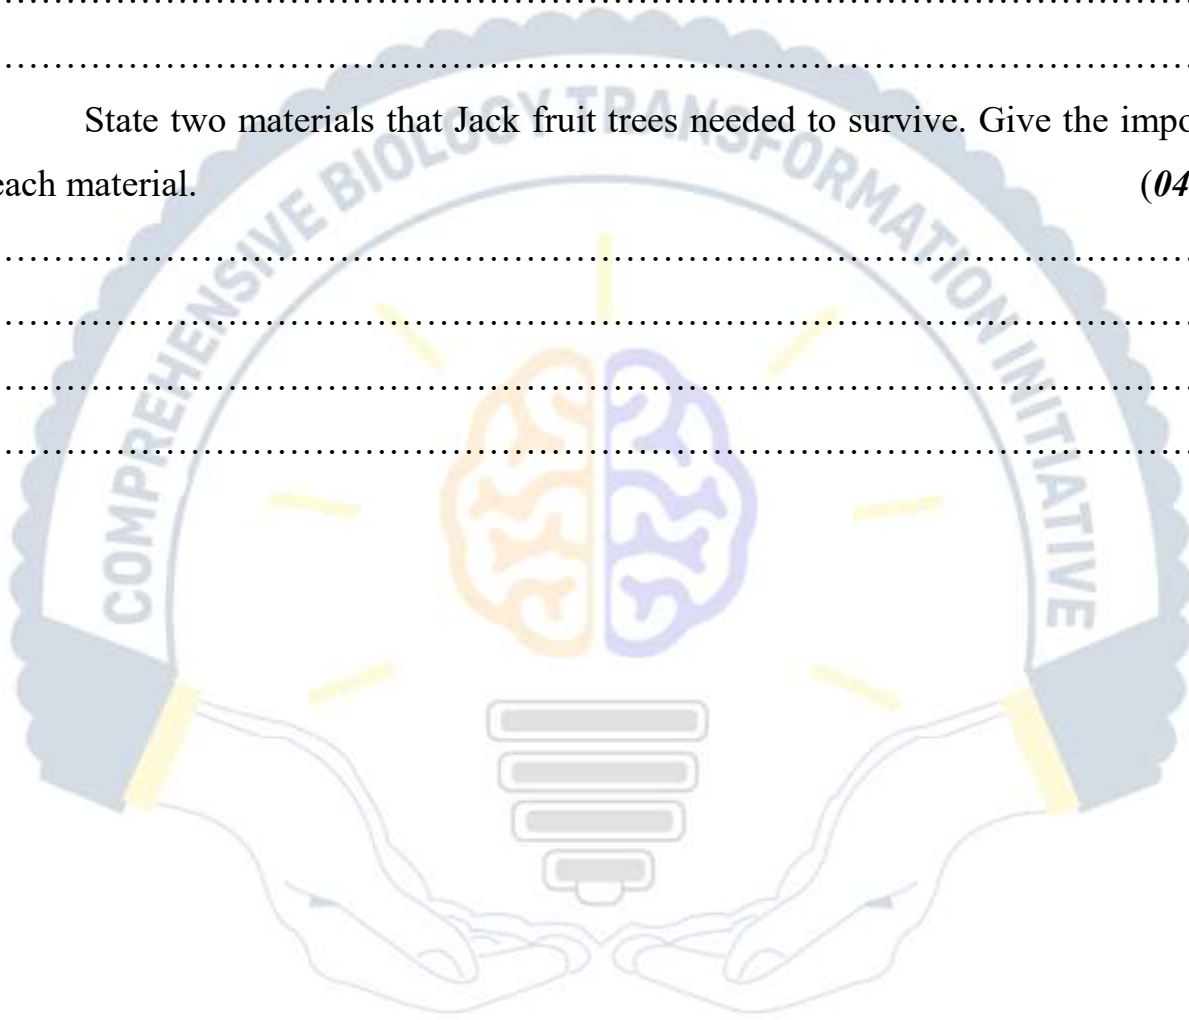 State two materials that Jack fruit trees needed to survive. Give the impo
each material. (04
COMPREHENSIVE BIOLOGY TRANSFORMATION INITIATIVE